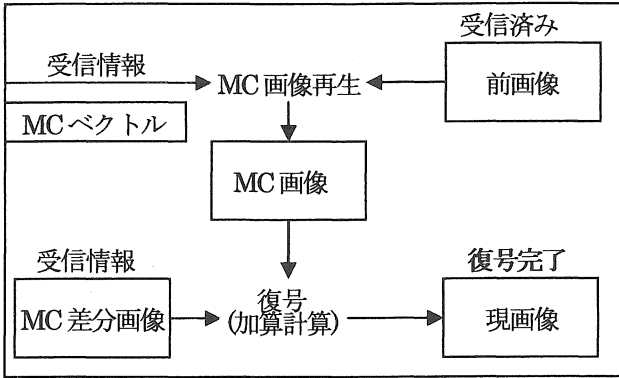 受信済み
受信情報
MC画像再生
前画像
MCベクトル
MC画像
受信情報
復号完了
MC差分画像
復号
(加算計算)
現画像